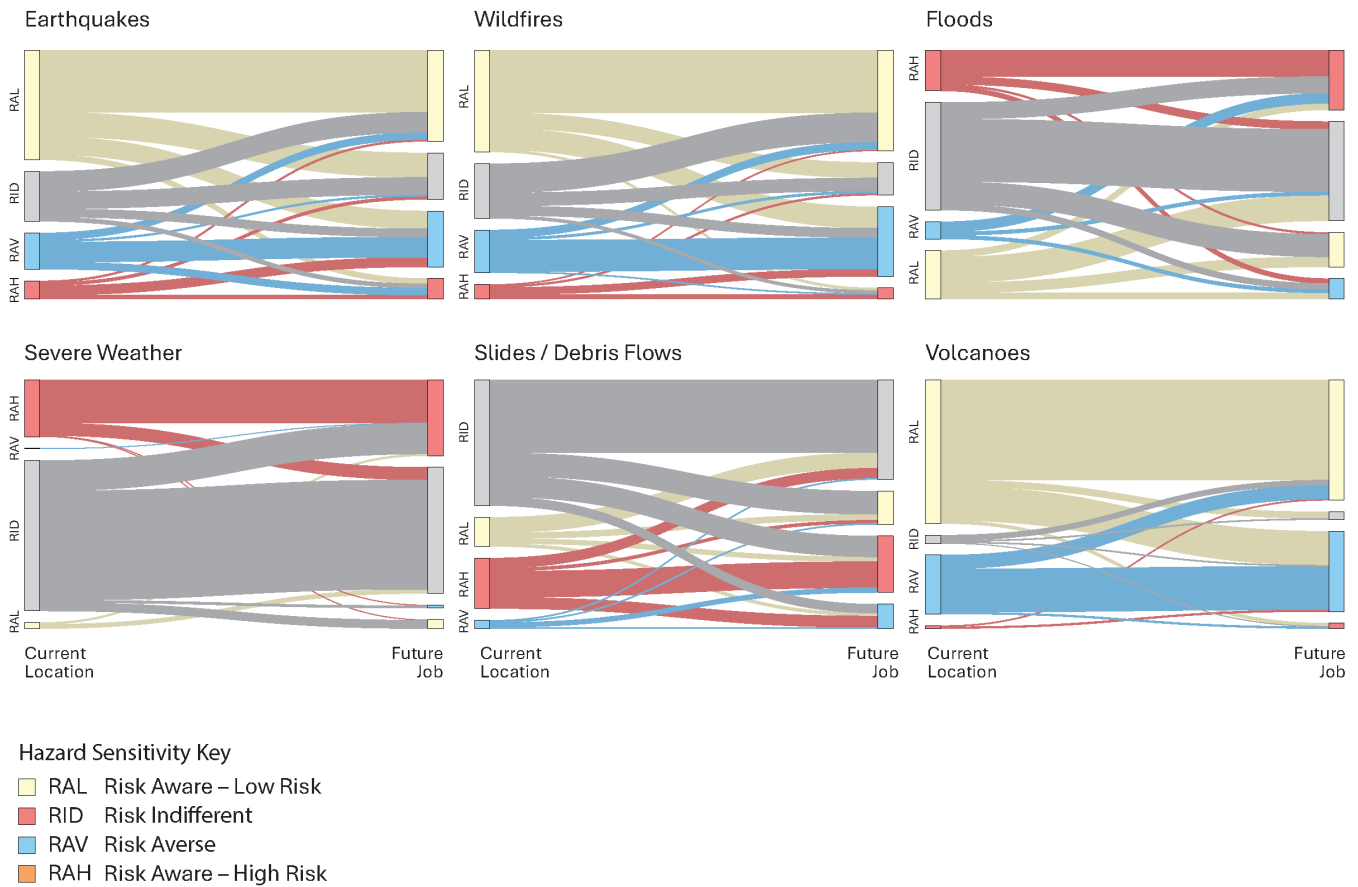 Earthquakes
Wildfires
Floods
RAL
RID
RAV
RAH
RAL
RID
RAV
RAH
RAH
RID
RAV
RAL
Severe Weather
Slides / Debris Flows
Volcanoes
RAH
RAV
RID
RAL
RID
RAL
RAH
RAV
RAL
RID
RAV
RAH
Current
Location
Future
Job
Current
Location
Future
Job
Current
Location
Future
Job
Hazard Sensitivity Key
RAL Risk Aware – Low Risk
RID Risk Indifferent
RAV Risk Averse
RAH Risk Aware – High Risk